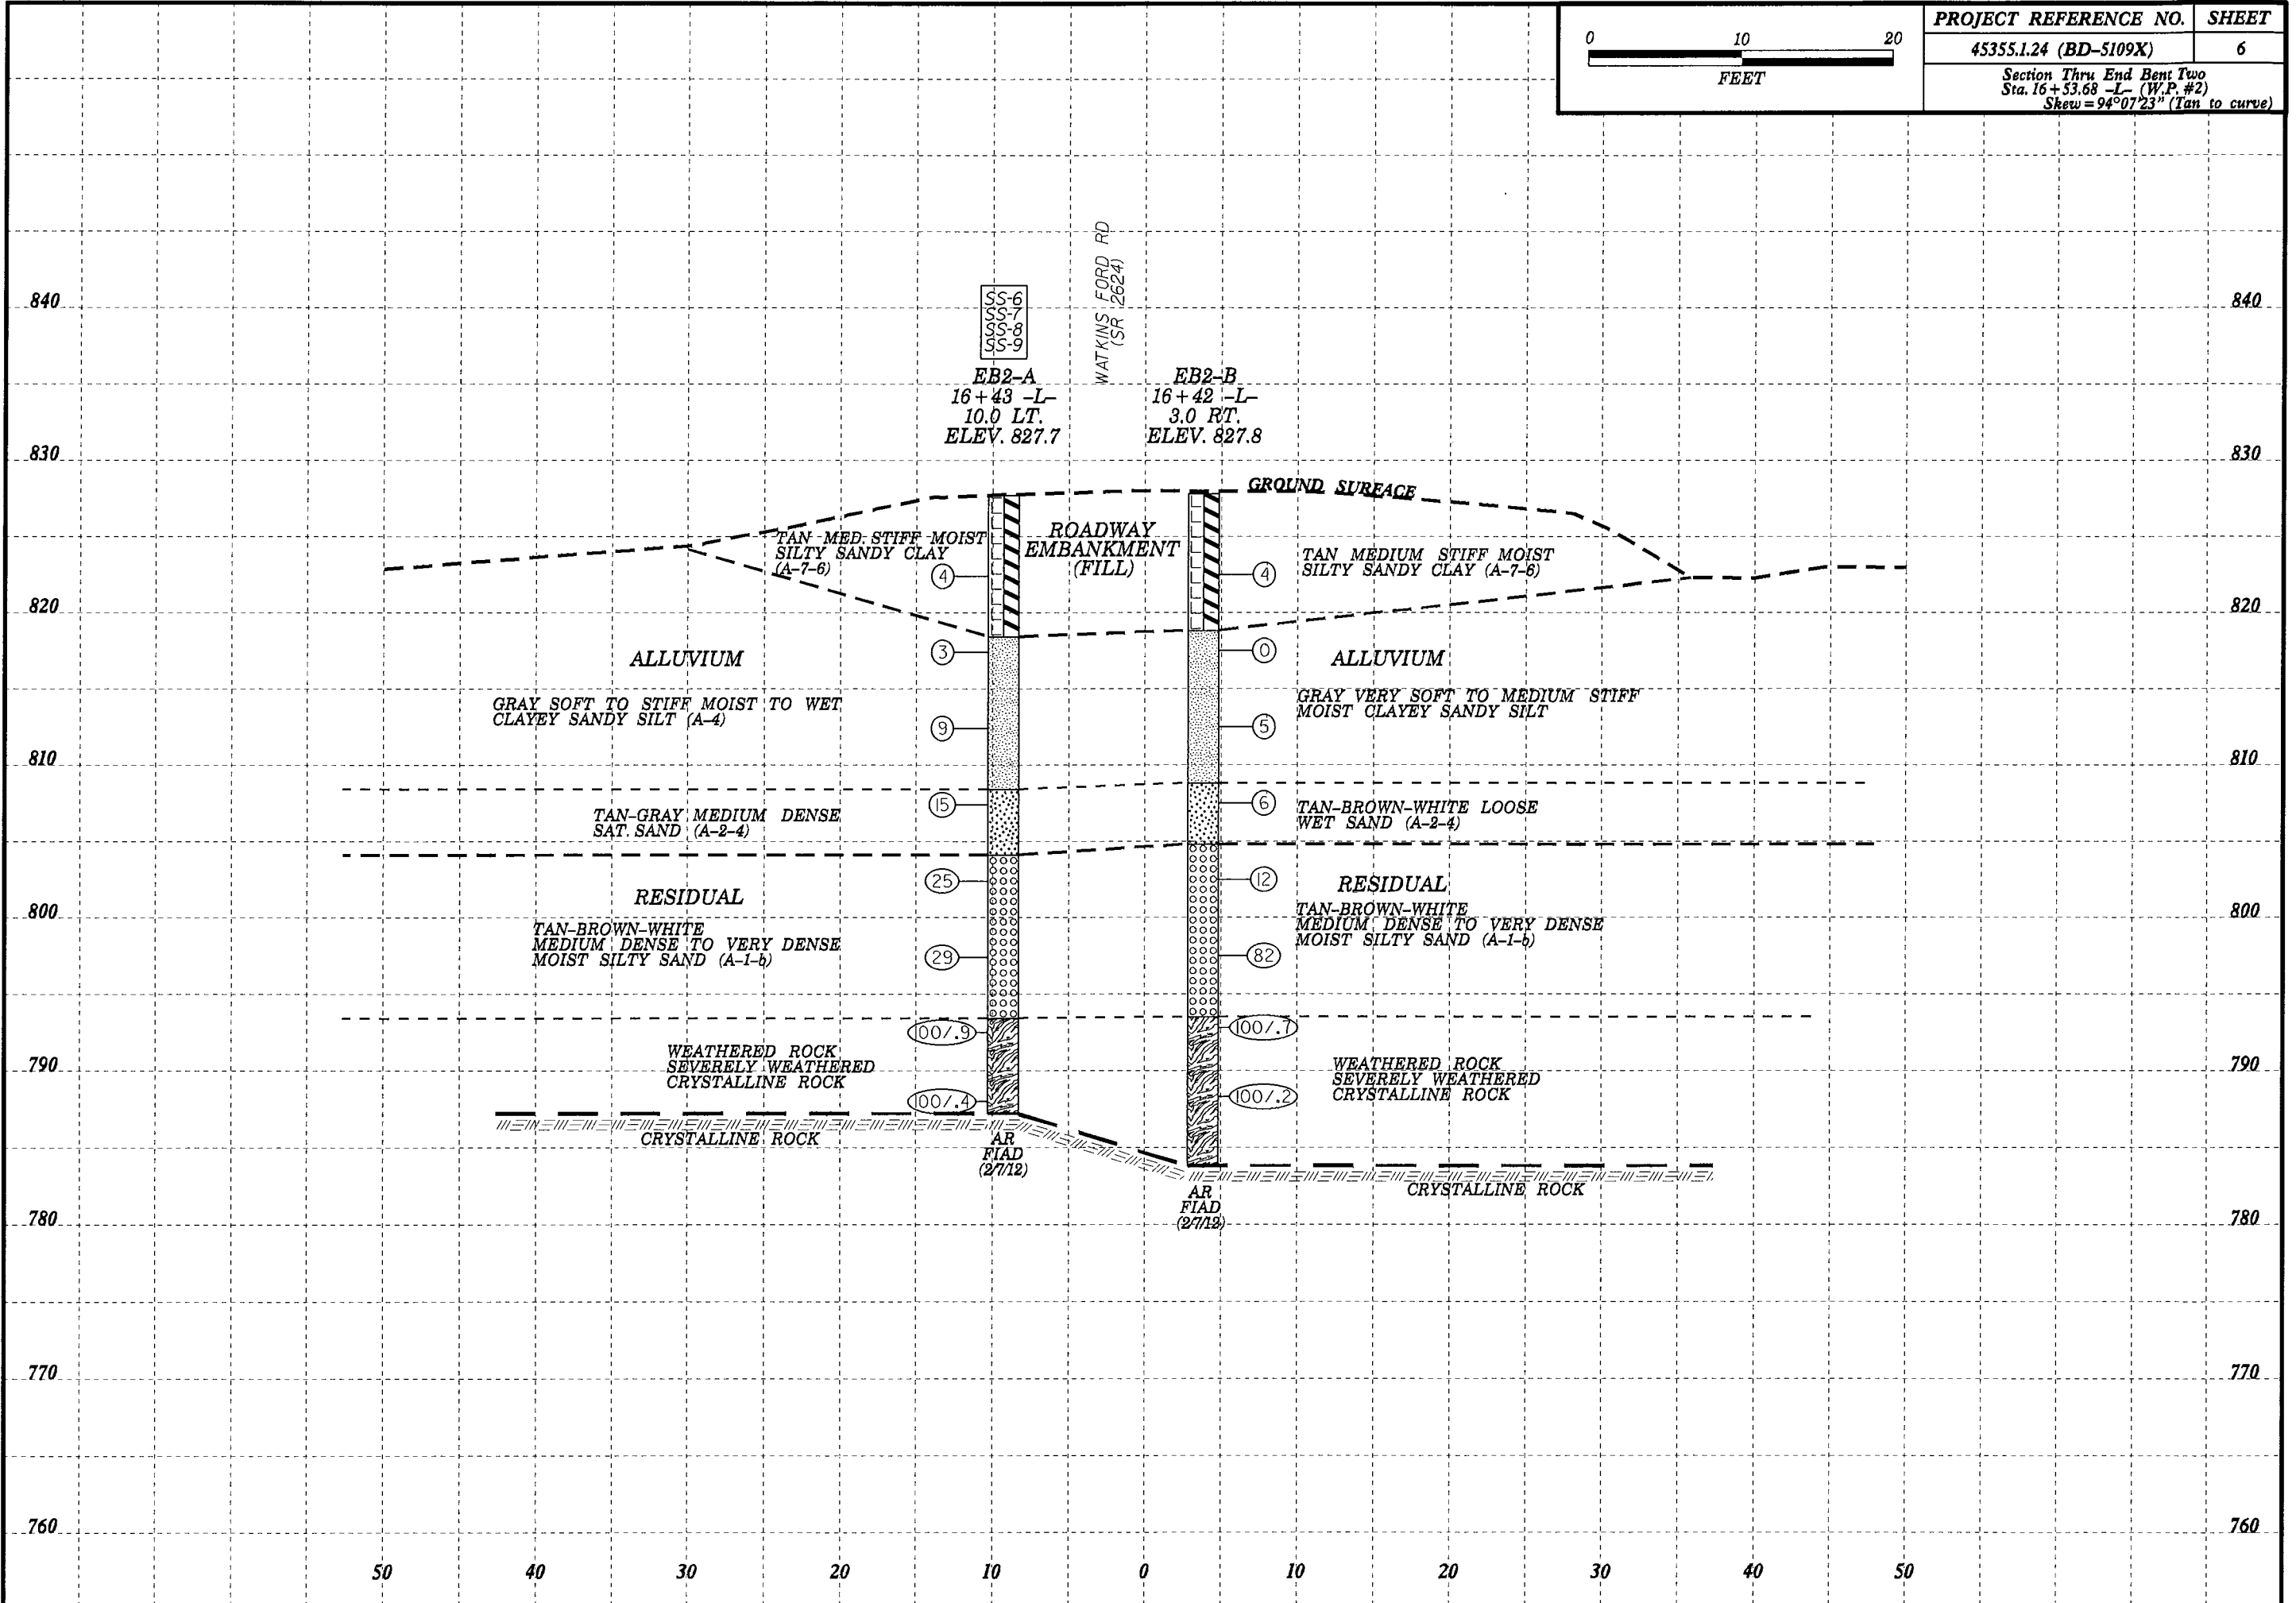 0 10 20
FEET
PROJECT REFERENCE NO. SHEET
45355.1.24 (BD-5109X) 6
Section Thru End Bent Two
Sta. 16+53.68 -L- (W.P. #2)
Skew=94°07'23" (Tan to curve)
WATKINS FORD RD
(SR 2624)
840 840
SS-6
SS-7
SS-8
SS-9
EB2-A
16+43 -L-
10.0 LT.
ELEV. 827.7
EB2-B
16+42 -L-
3.0 RT.
ELEV. 827.8
830 830
GROUND SURFACE
TAN MED. STIFF MOIST
SILTY SANDY CLAY
(A-7-6)
ROADWAY
EMBANKMENT
(FILL)
TAN MEDIUM STIFF MOIST
SILTY SANDY CLAY (A-7-6)
4 4
820 820
3 0
ALLUVIUM ALLUVIUM
GRAY SOFT TO STIFF MOIST TO WET
CLAYEY SANDY SILT (A-4)
GRAY VERY SOFT TO MEDIUM STIFF
MOIST CLAYEY SANDY SILT
9 5
810 810
15 6
TAN-GRAY MEDIUM DENSE
SAT. SAND (A-2-4)
TAN-BROWN-WHITE LOOSE
WET SAND (A-2-4)
25 12
RESIDUAL RESIDUAL
800 800
TAN-BROWN-WHITE
MEDIUM DENSE TO VERY DENSE
MOIST SILTY SAND (A-1-b)
TAN-BROWN-WHITE
MEDIUM DENSE TO VERY DENSE
MOIST SILTY SAND (A-1-b)
29 82
100/.9 100/.7
WEATHERED ROCK
SEVERELY WEATHERED
CRYSTALLINE ROCK
WEATHERED ROCK
SEVERELY WEATHERED
CRYSTALLINE ROCK
790 790
100/.4 100/.2
CRYSTALLINE ROCK
AR
FIAD
(2/7/12)
CRYSTALLINE ROCK
AR
FIAD
(2/7/12)
780 780
770 770
760 760
50 40 30 20 10 0 10 20 30 40 50